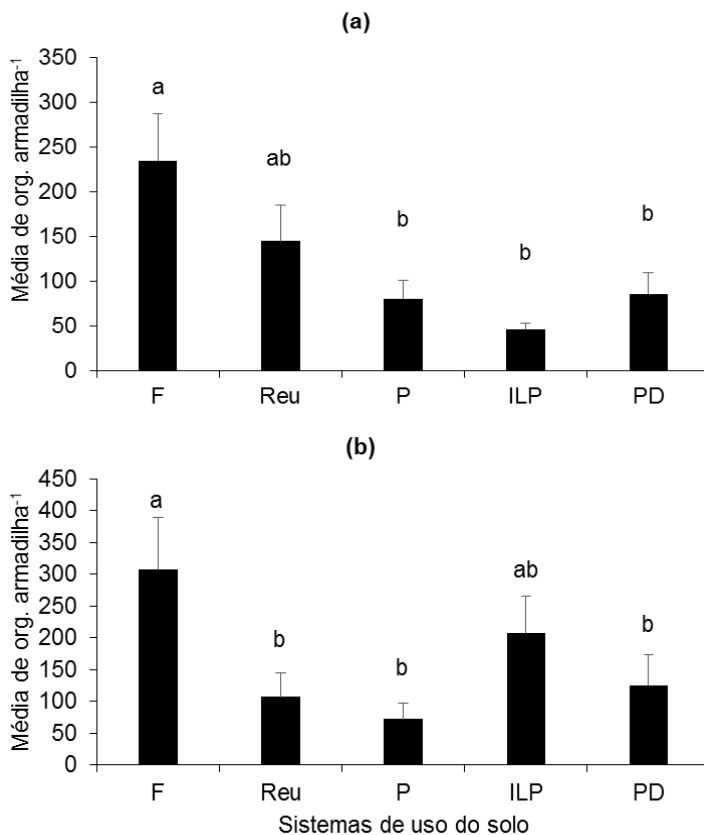 (a)
Média de org. armadilha⁻¹
350
300
250
200
150
100
50
0
a
ab
b
b
b
F Reu P ILP PD
(b)
Média de org. armadilha⁻¹
450
400
350
300
250
200
150
100
50
0
a
b
b
ab
b
F Reu P ILP PD
Sistemas de uso do solo